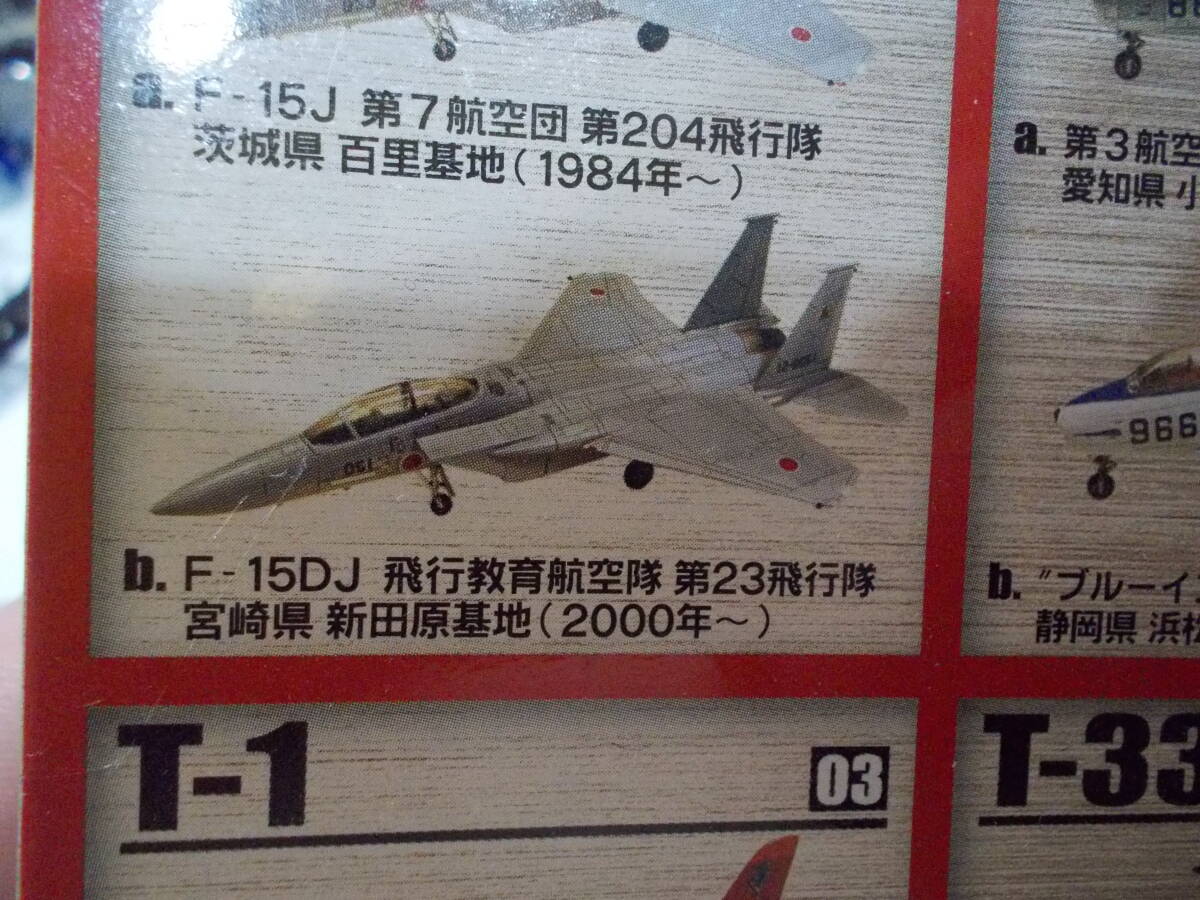 a. F-15J 第7航空団 第204飛行隊
茨城県 百里基地(1984年～)
b. F-15DJ 飛行教育航空隊 第23飛行隊
宮崎県 新田原基地(2000年～)
T-1
03
a. 第3航空
愛知県 小
966
b. "ブルーイ
静岡県 浜
T-33